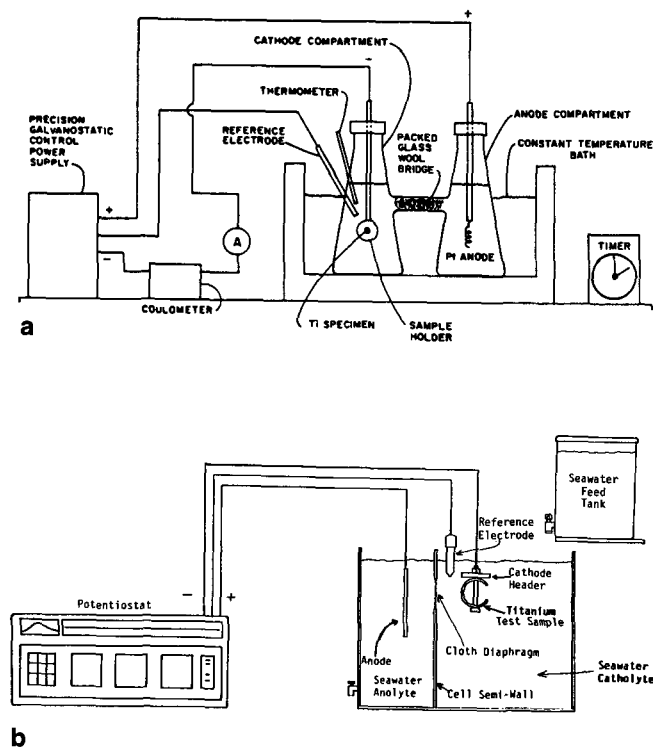 +
CATHODE COMPARTMENT
−
THERMOMETER
ANODE COMPARTMENT
PRECISION
GALVANOSTATIC
CONTROL
POWER
SUPPLY
REFERENCE
ELECTRODE
PACKED
GLASS
WOOL
BRIDGE
CONSTANT TEMPERATURE
BATH
+
−
A
Pt ANODE
TIMER
COULOMETER
Ti SPECIMEN
SAMPLE
HOLDER
a
Seawater
Feed
Tank
Reference
Electrode
Potentiostat
−
+
Cathode
Header
Titanium
Test Sample
Cloth Diaphragm
Anode
Seawater
Anolyte
Seawater
Catholyte
Cell Semi-Wall
b